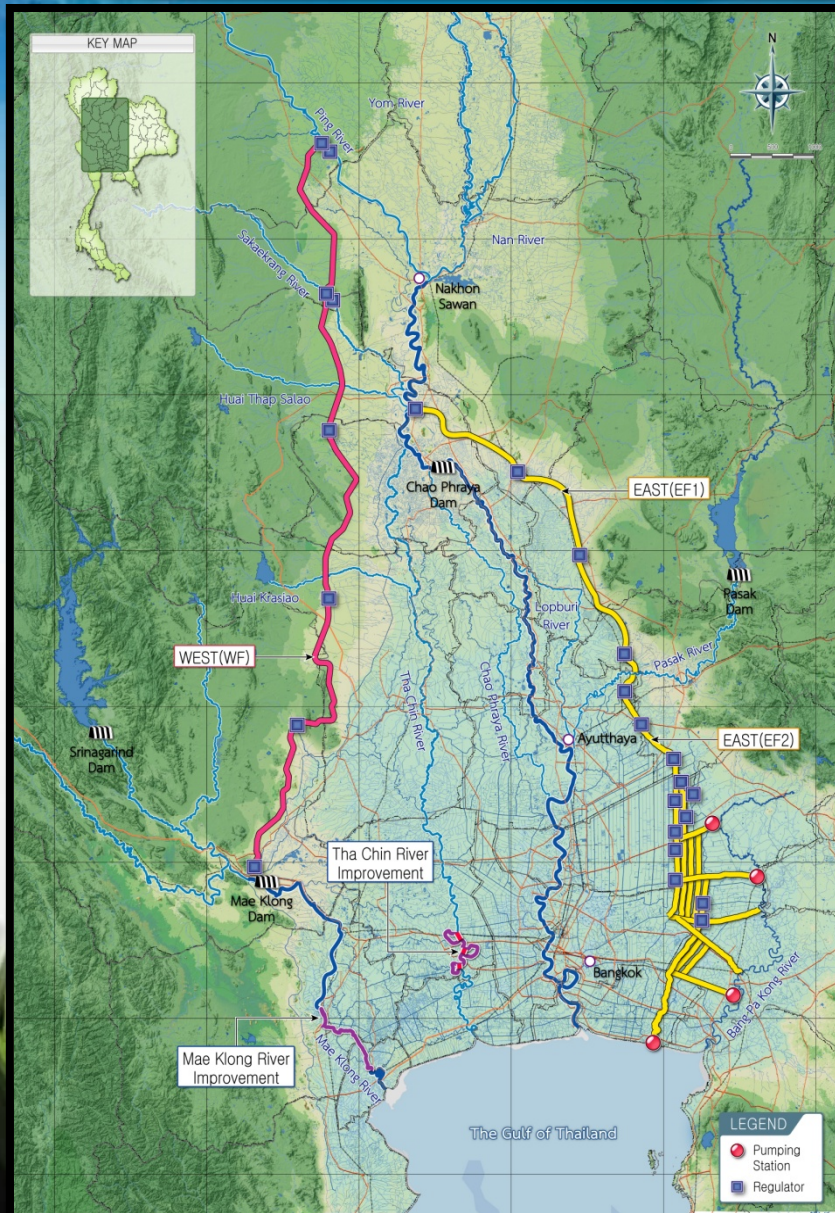 KEY MAP
N
Yom River
Ping River
Nan River
Sakaekrang River
Nakhon
Sawan
Huai Thap Salao
Chao Phraya
Dam
EAST(EF1)
Pasak
Dam
Huai Krasiao
Lopburi
River
WEST(WF)
Pasak River
Tha Chin River
Chao Phraya River
Srinagarind
Dam
Ayutthaya
EAST(EF2)
Tha Chin River
Improvement
Mae Klong
Dam
Bangkok
Bang Pa Kong River
Mae Klong River
Improvement
Mae Klong River
The Gulf of Thailand
LEGEND
Pumping
Station
Regulator